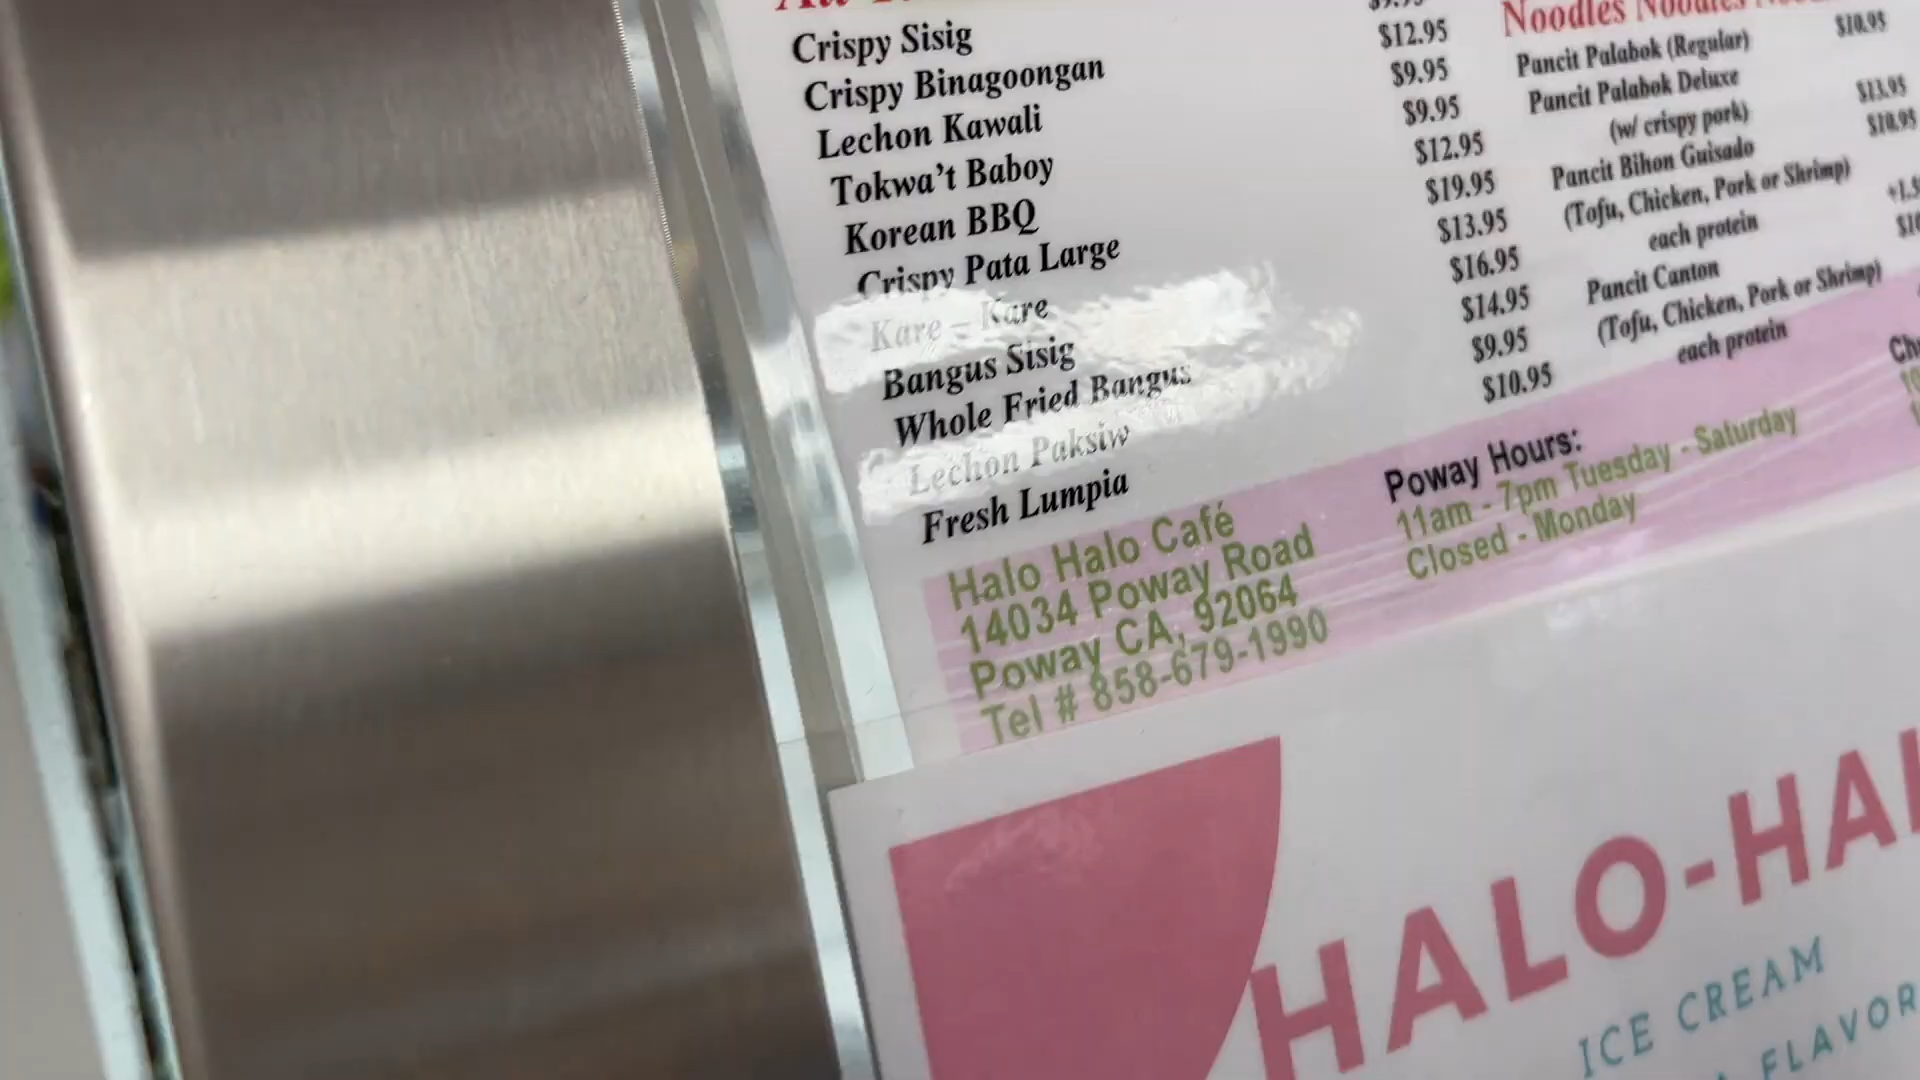 Crispy Sisig
Crispy Binagoongan
Lechon Kawali
Tokwa't Baboy
Korean BBQ
Crispy Pata Large
Kare - Kare
Bangus Sisig
Whole Fried Bangus
Lechon Paksiw
Fresh Lumpia
$12.95
$9.95
$9.95
$12.95
$19.95
$13.95
$16.95
$14.95
$9.95
$10.95
Noodles Noodles
Pancit Palabok (Regular) $10.95
Pancit Palabok Deluxe
(w/ crispy pork) $13.95
Pancit Bihon Guisado $10.95
(Tofu, Chicken, Pork or Shrimp)
each protein
Pancit Canton
(Tofu, Chicken, Pork or Shrimp)
each protein
Halo Halo Café
14034 Poway Road
Poway CA, 92064
Tel # 858-679-1990
Poway Hours:
11am - 7pm Tuesday - Saturday
Closed - Monday
HALO-HA
ICE CREAM
FLAVOR